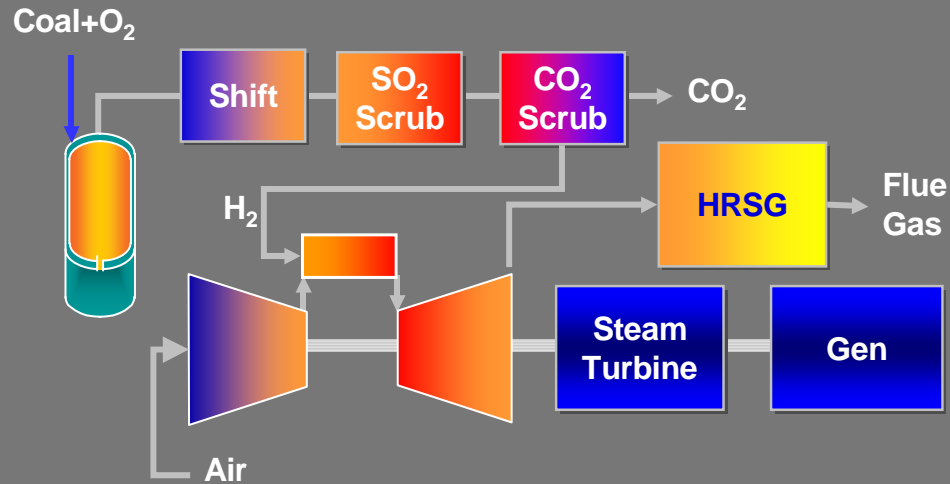 Coal+O₂
Shift
SO₂
Scrub
CO₂
Scrub
CO₂
H₂
HRSG
Flue
Gas
Steam
Turbine
Gen
Air